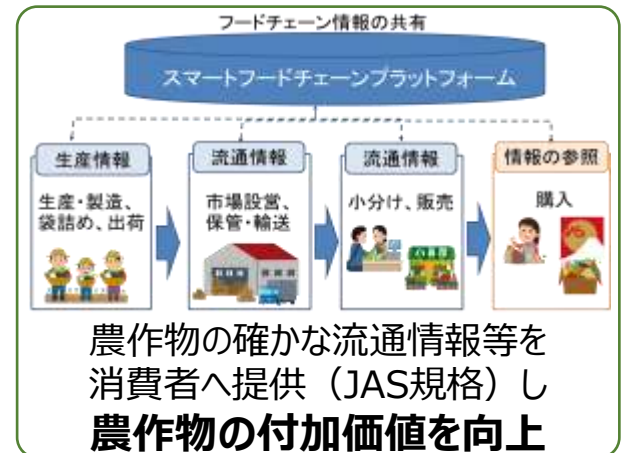 フードチェーン情報の共有
スマートフードチェーンプラットフォーム
生産情報
生産・製造、
袋詰め、出荷
流通情報
市場設営、
保管・輸送
流通情報
小分け、販売
情報の参照
購入
農作物の確かな流通情報等を
消費者へ提供（JAS規格）し
農作物の付加価値を向上